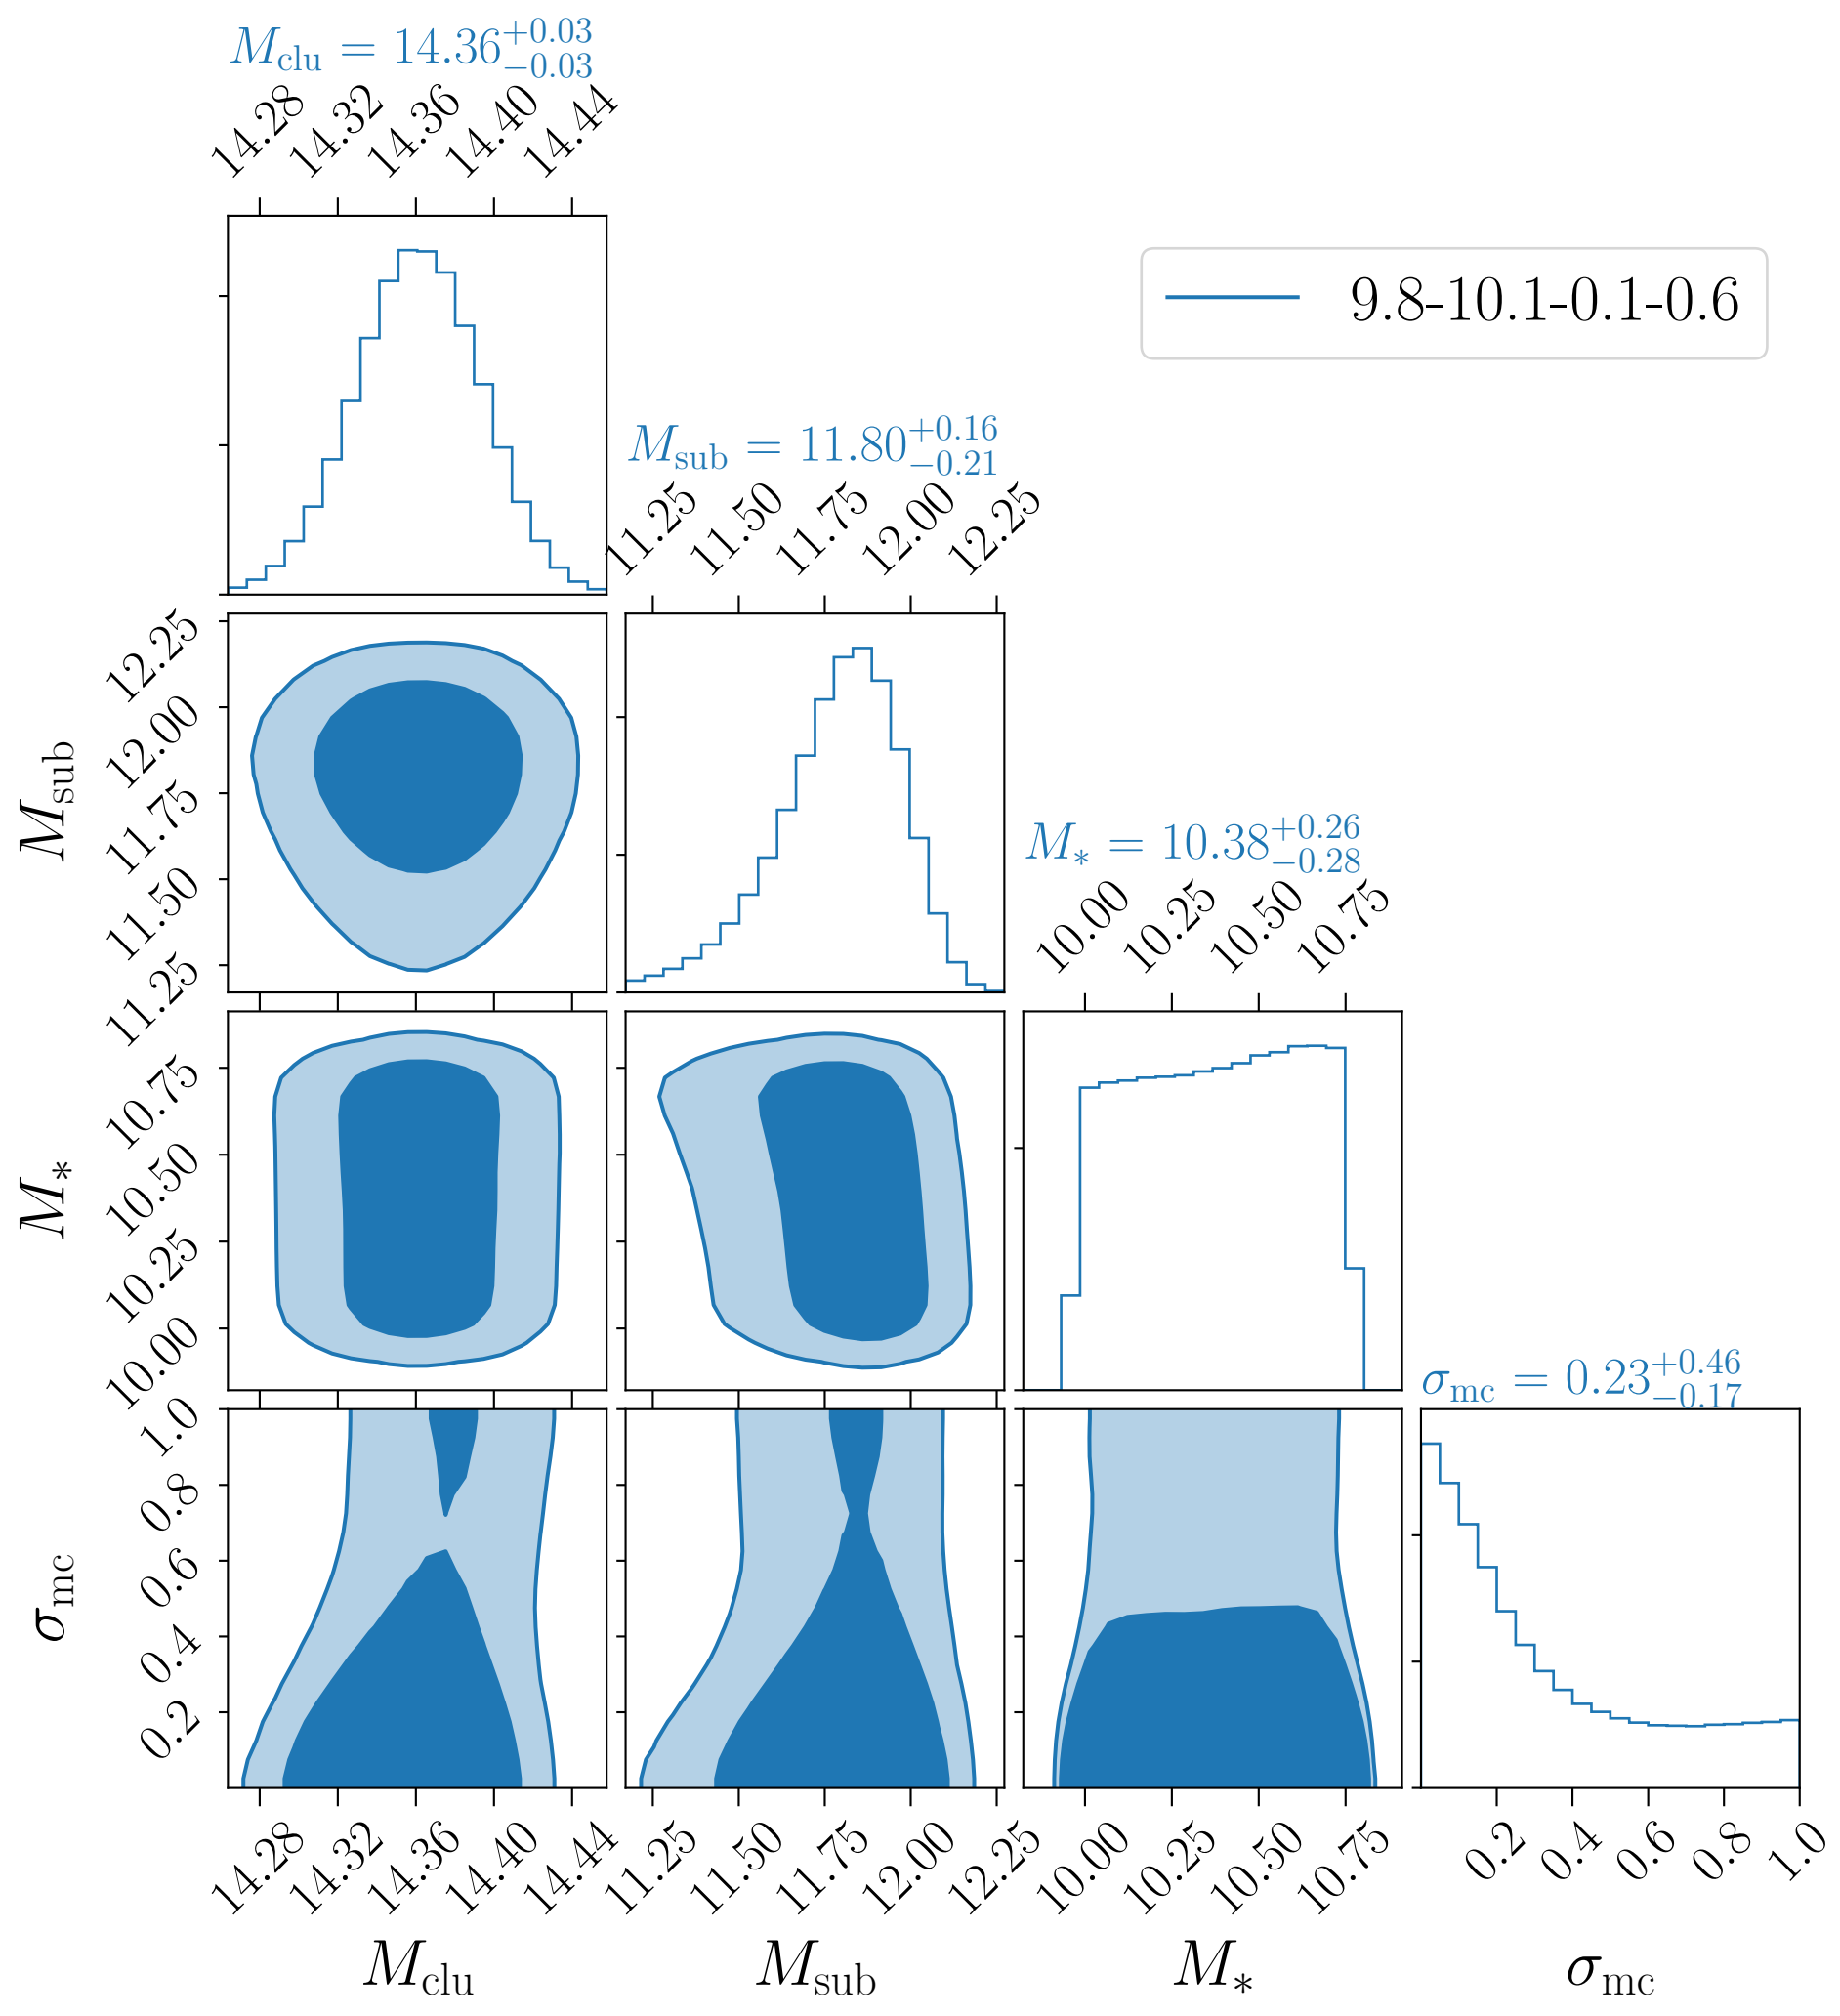 M_clu = 14.36^{+0.03}_{-0.03}
14.28 14.32 14.36 14.40 14.44
9.8-10.1-0.1-0.6
M_sub = 11.80^{+0.16}_{-0.21}
11.25 11.50 11.75 12.00 12.25
M_sub
12.25
12.00
11.75
11.50
11.25
M_* = 10.38^{+0.26}_{-0.28}
10.00 10.25 10.50 10.75
M_*
10.75
10.50
10.25
10.00
σ_mc = 0.23^{+0.46}_{-0.17}
σ_mc
1.0
0.8
0.6
0.4
0.2
14.28 14.32 14.36 14.40 14.44 11.25 11.50 11.75 12.00 12.25 10.00 10.25 10.50 10.75 0.2 0.4 0.6 0.8 1.0
M_clu M_sub M_* σ_mc